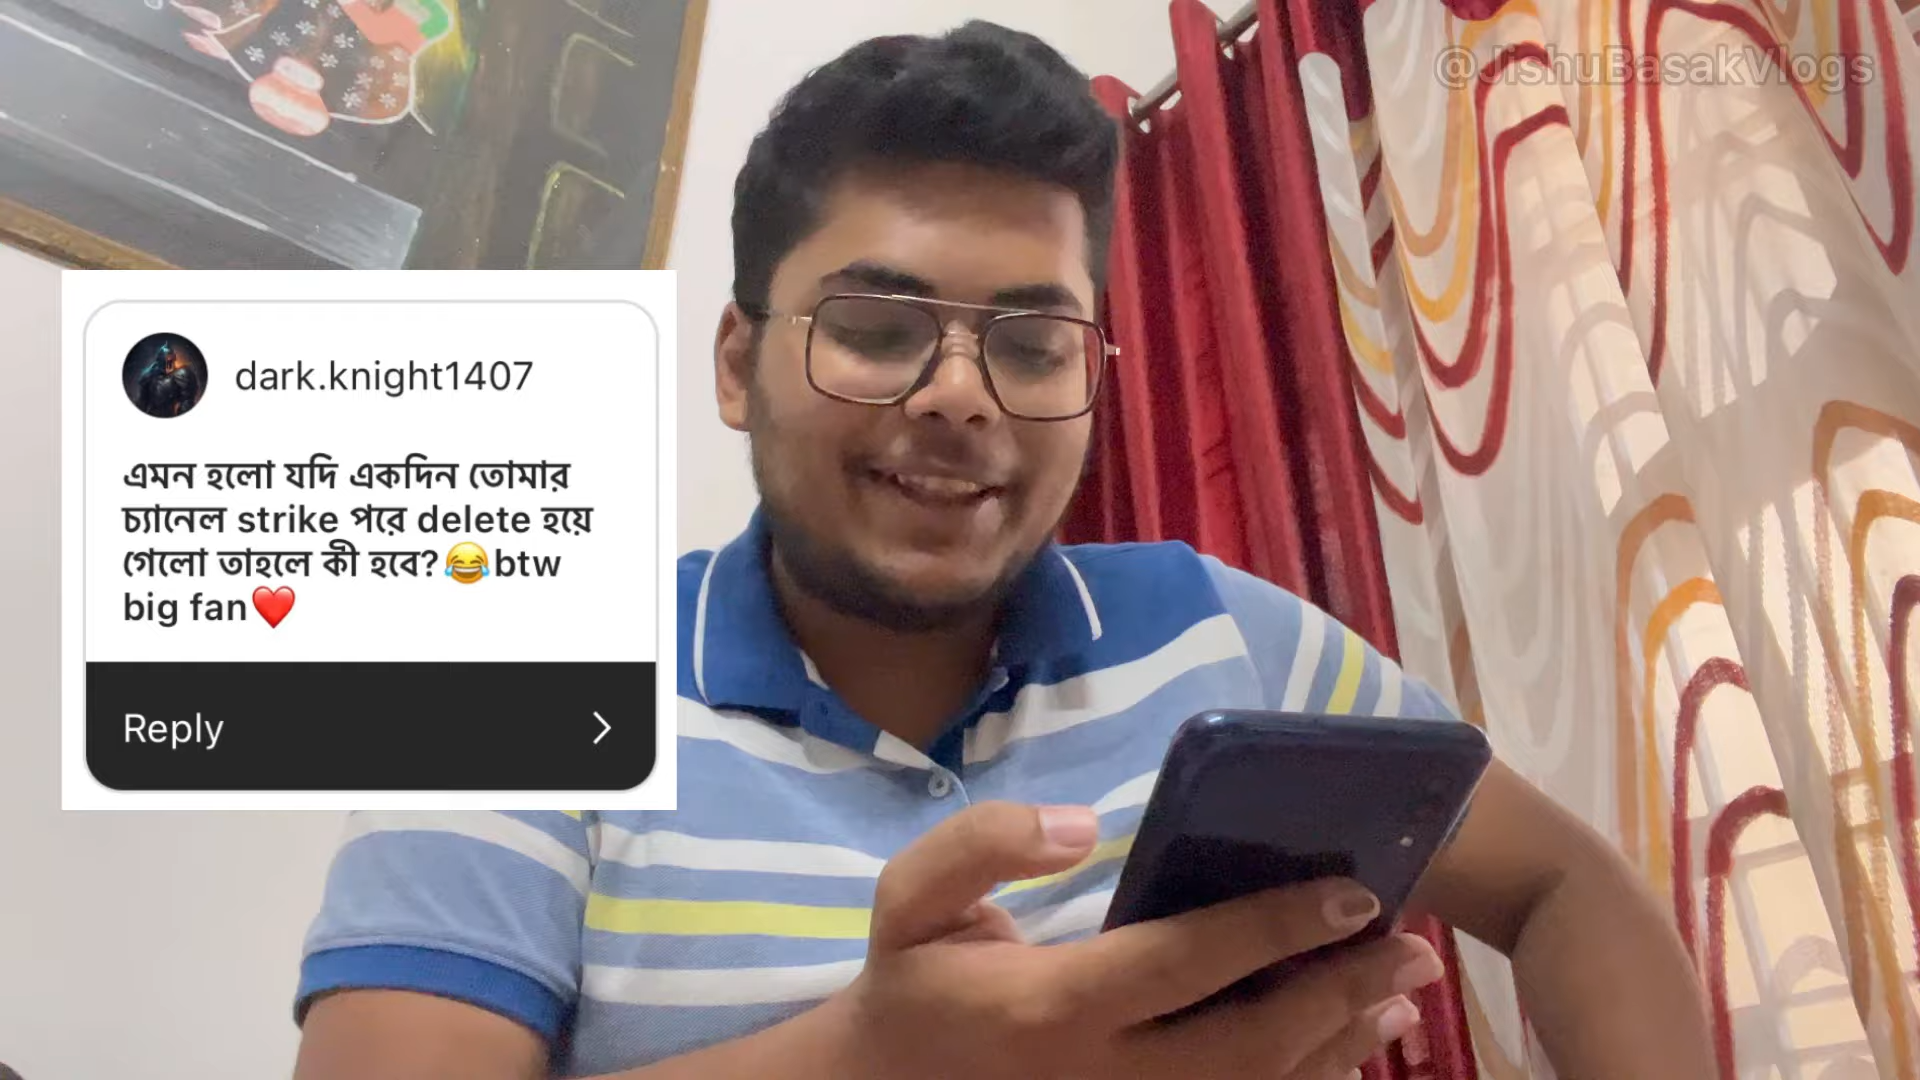 @JishuBasakVlogs
dark.knight1407
এমন হলো যদি একদিন তোমার
চ্যানেল strike পরে delete হয়ে
গেলো তাহলে কী হবে?😂btw
big fan❤️
Reply